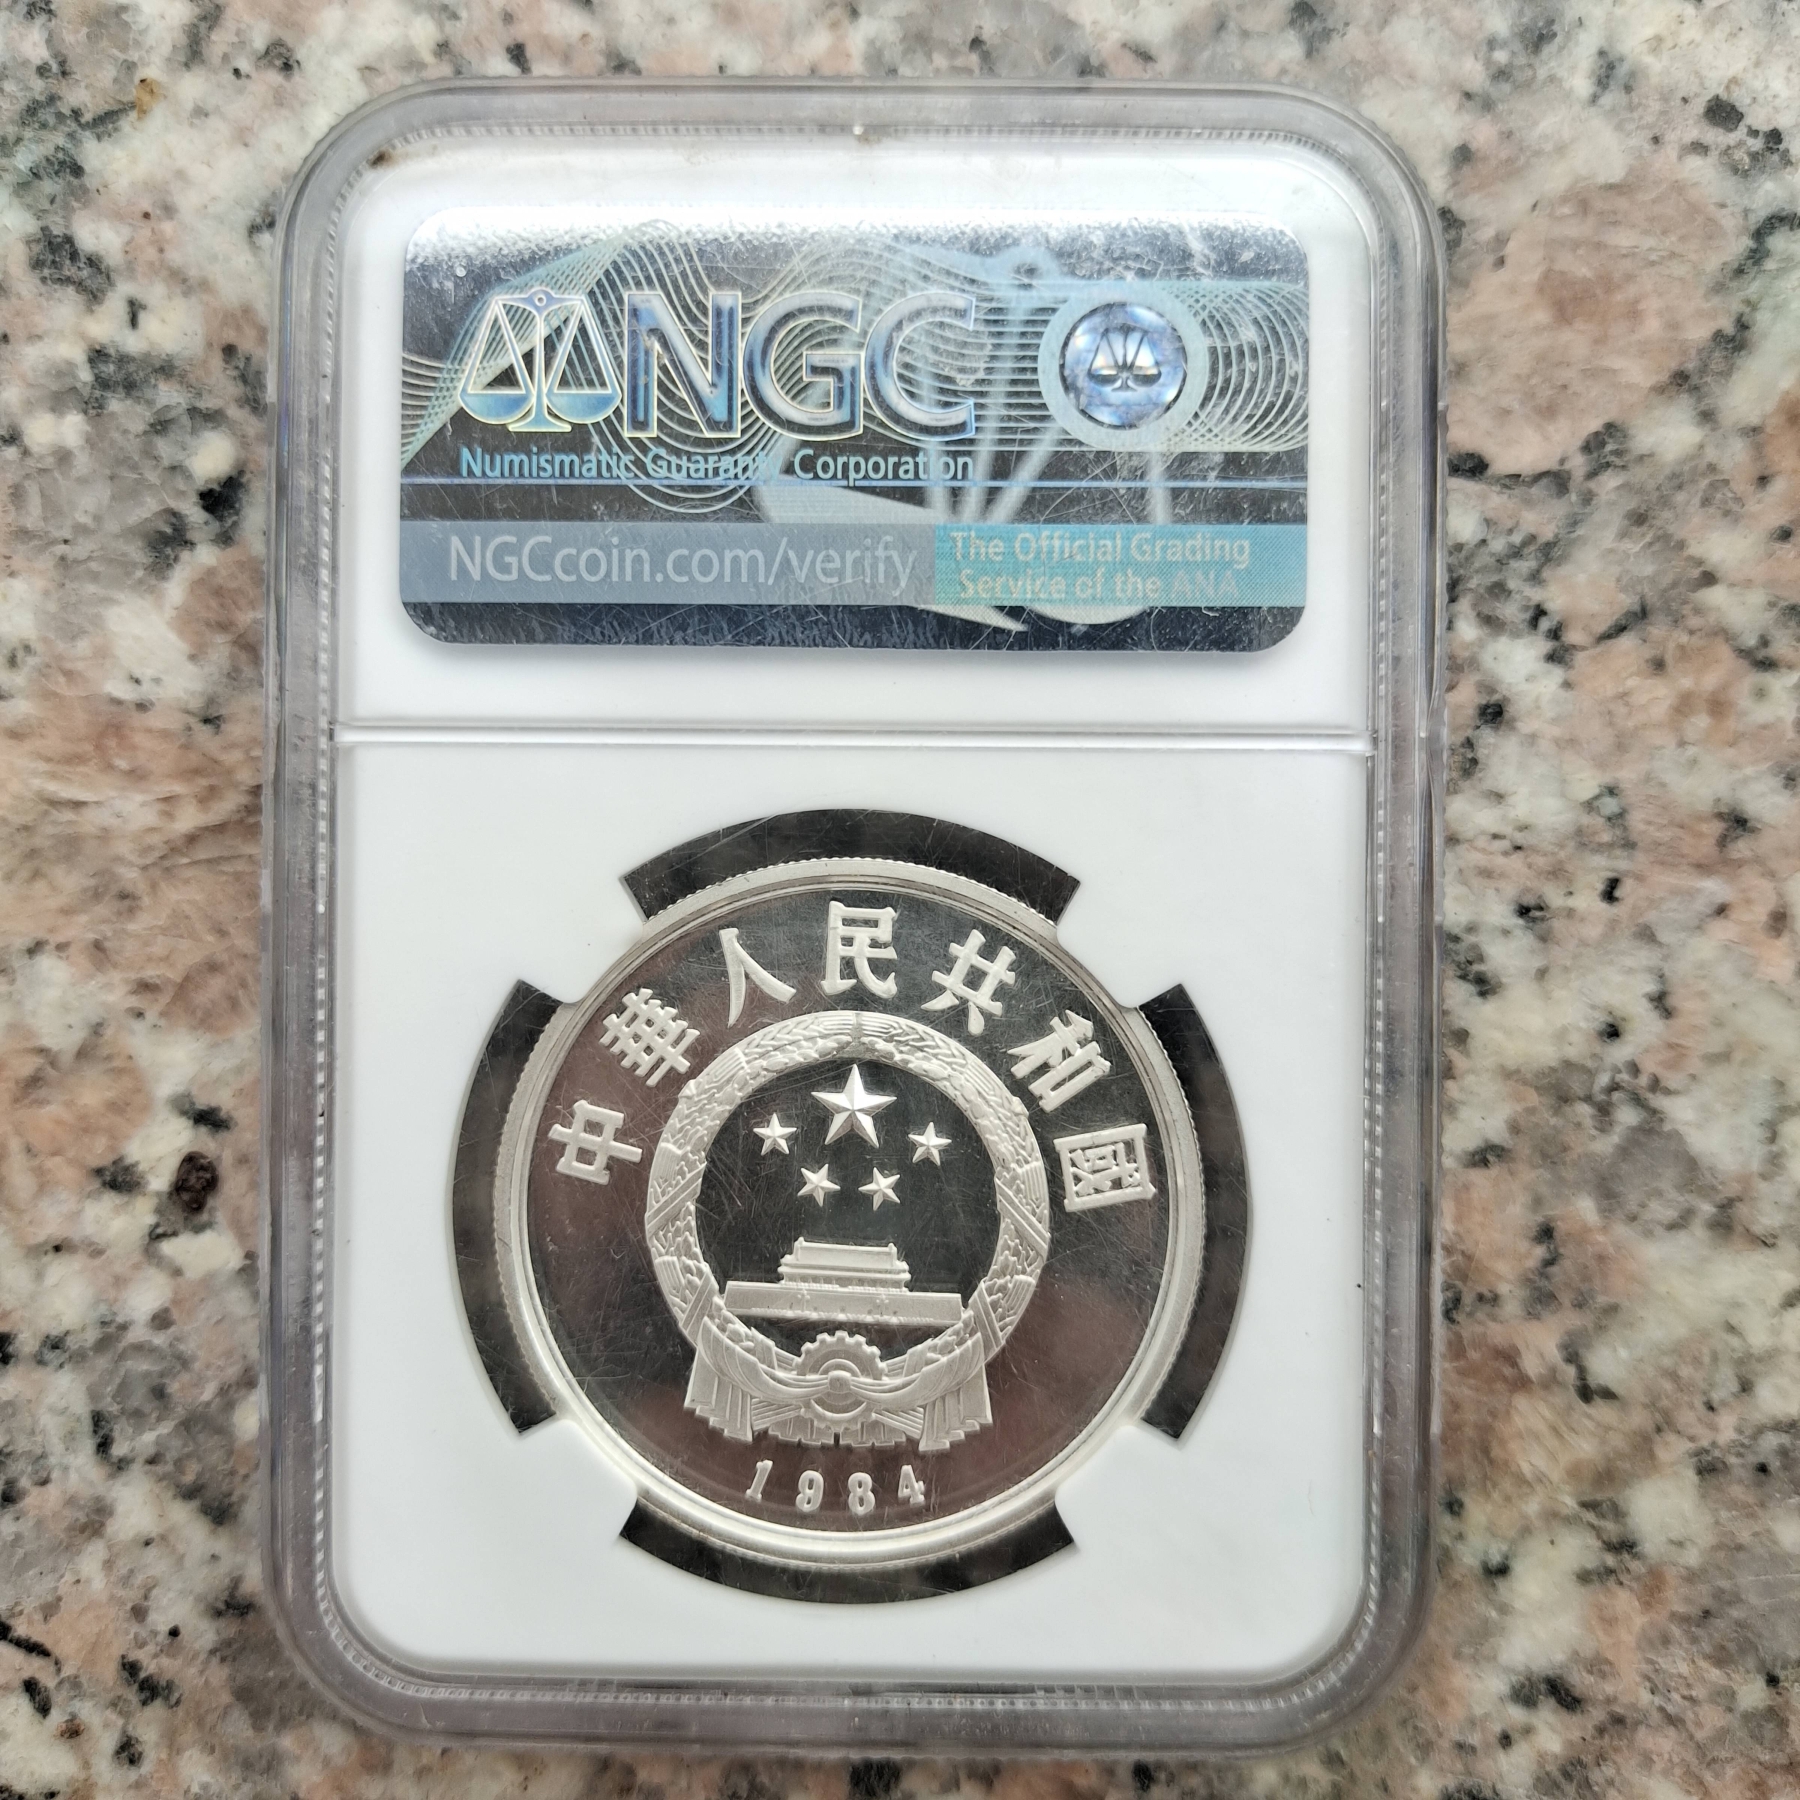 NGC
Numismatic Guaranty Corporation
NGCcoin.com/verify
The Official Grading
Service of the ANA
中華人民共和國
1984